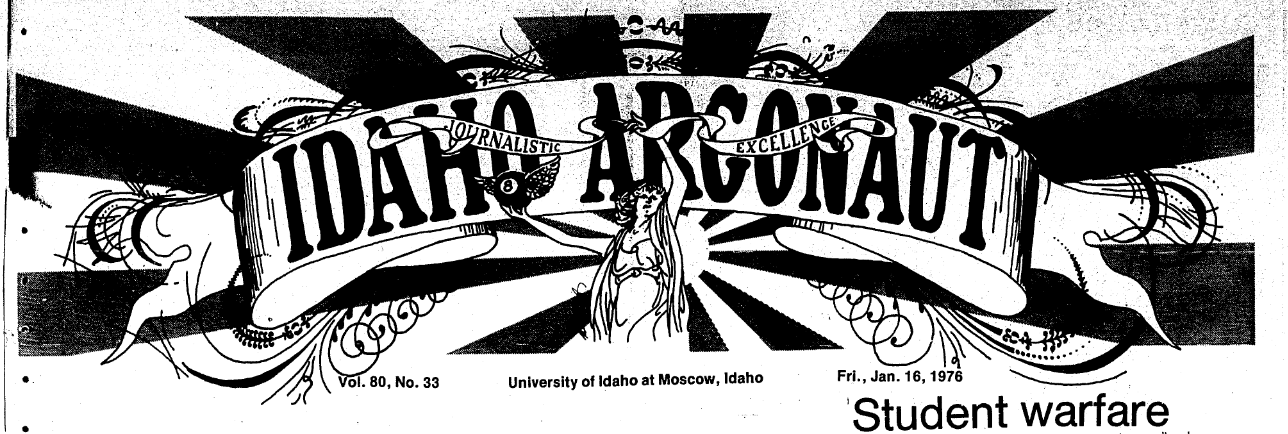 IDAHO ARGONAUT
JOURNALISTIC EXCELLENCE
8
Vol. 80, No. 33 University of Idaho at Moscow, Idaho Fri., Jan. 16, 1976
Student warfare